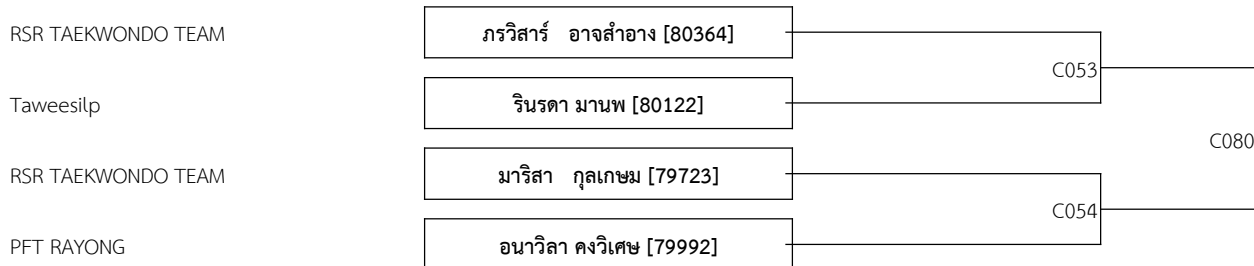 RSR TAEKWONDO TEAM
ภรวิสาร์ อาจสำอาง [80364]
C053
Taweesilp
รินรดา มานพ [80122]
C080
RSR TAEKWONDO TEAM
มาริสา กุลเกษม [79723]
C054
PFT RAYONG
อนาวิลา คงวิเศษ [79992]